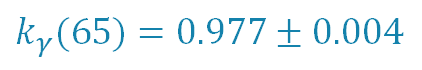 kᵧ(65) = 0.977 ± 0.004